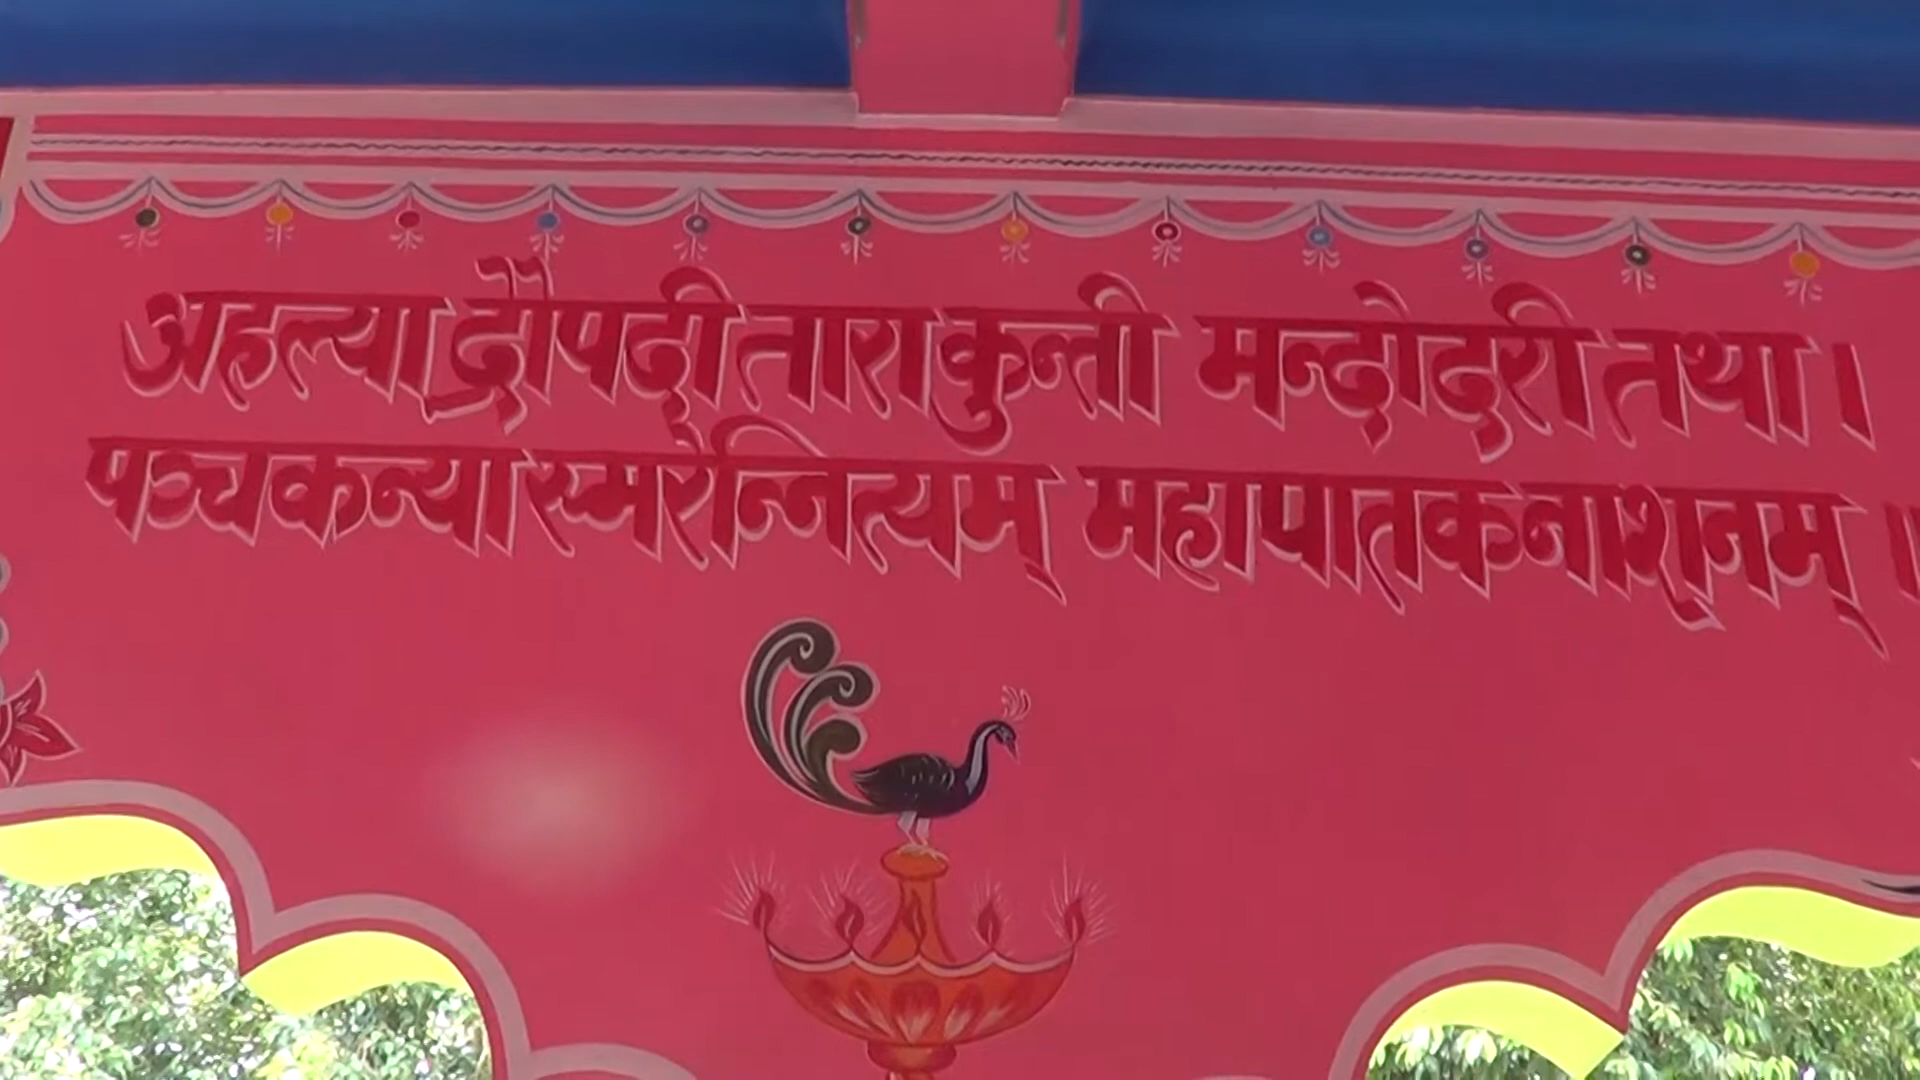 अहल्या द्रौपदी तारा कुन्ती मन्दोदरी तथा ।
पञ्चकन्या स्मरेन्नित्यम् महापातकनाशनम् ॥